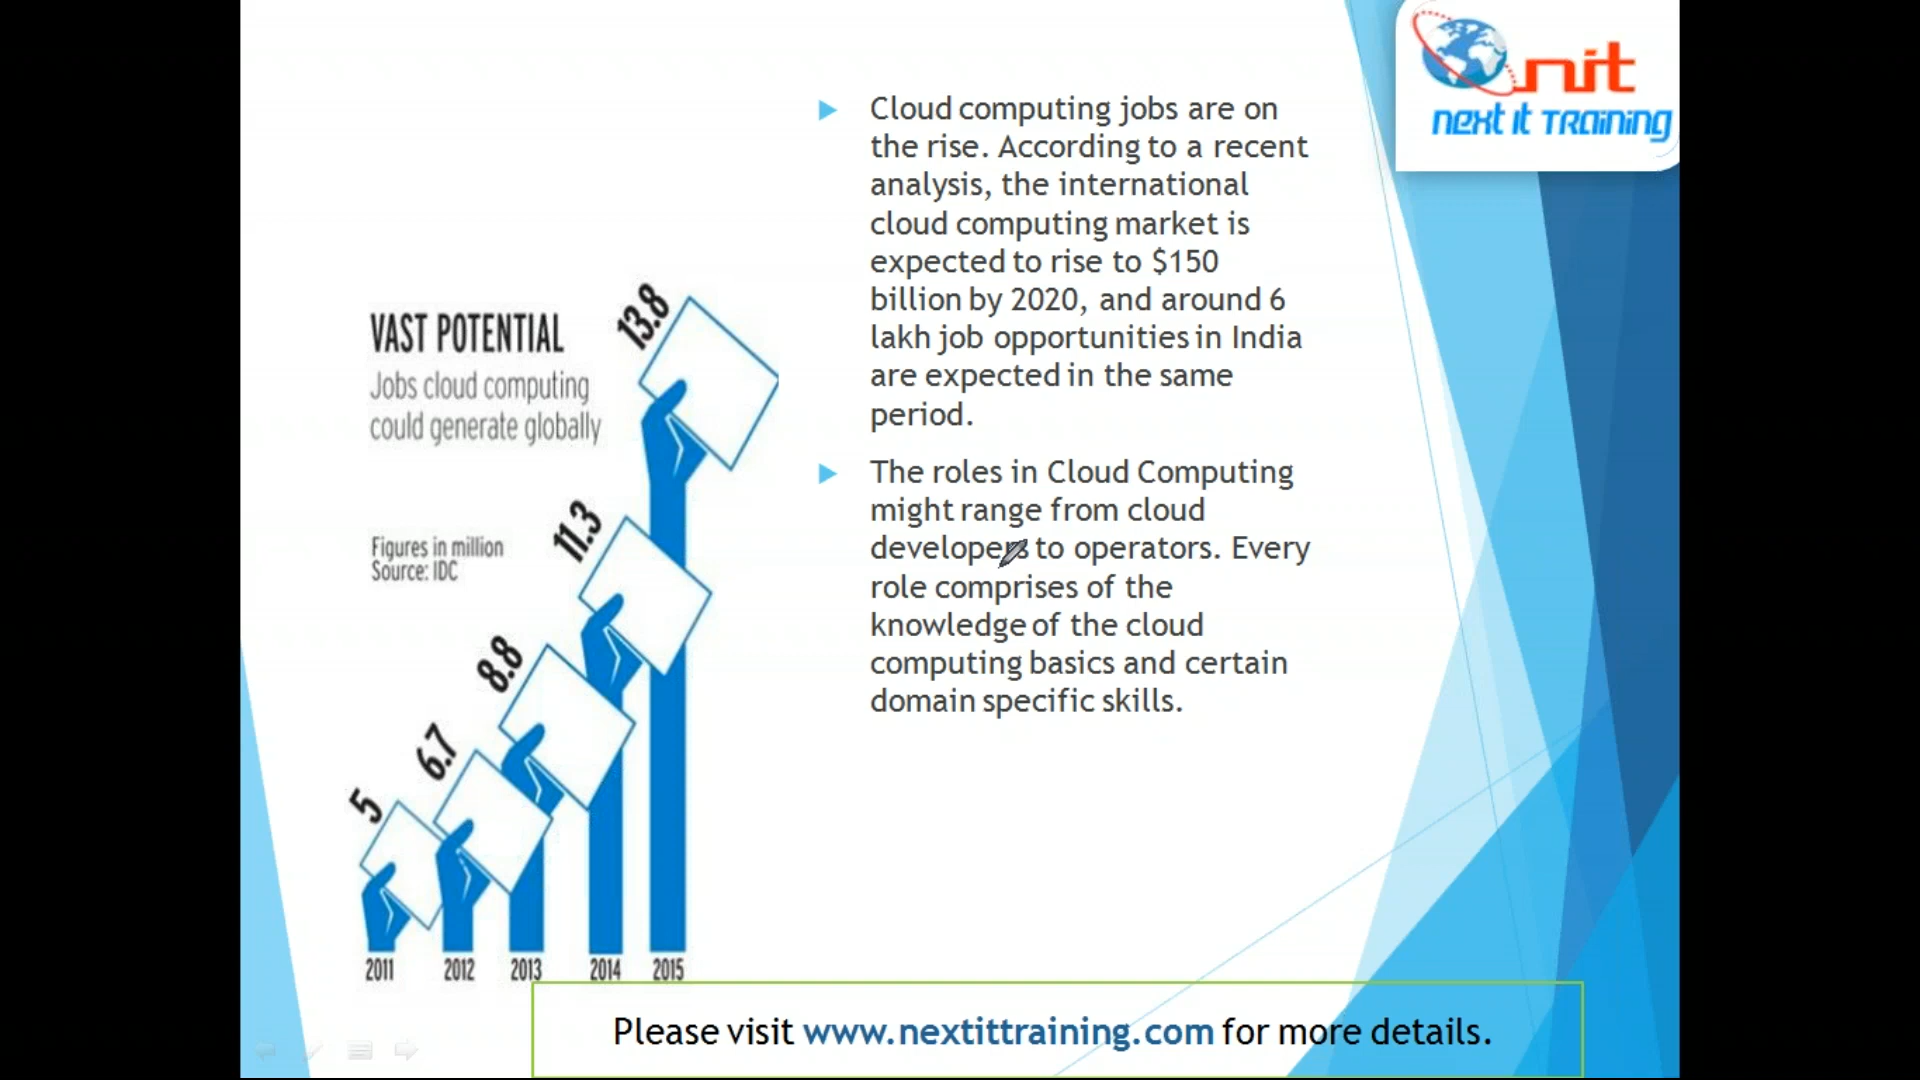 nit
next it training
Cloud computing jobs are on
the rise. According to a recent
analysis, the international
cloud computing market is
expected to rise to $150
billion by 2020, and around 6
lakh job opportunities in India
are expected in the same
period.
The roles in Cloud Computing
might range from cloud
developers to operators. Every
role comprises of the
knowledge of the cloud
computing basics and certain
domain specific skills.
VAST POTENTIAL
Jobs cloud computing
could generate globally
Figures in million
Source: IDC
5
6.7
8.8
11.3
13.8
2011 2012 2013 2014 2015
Please visit www.nextittraining.com for more details.